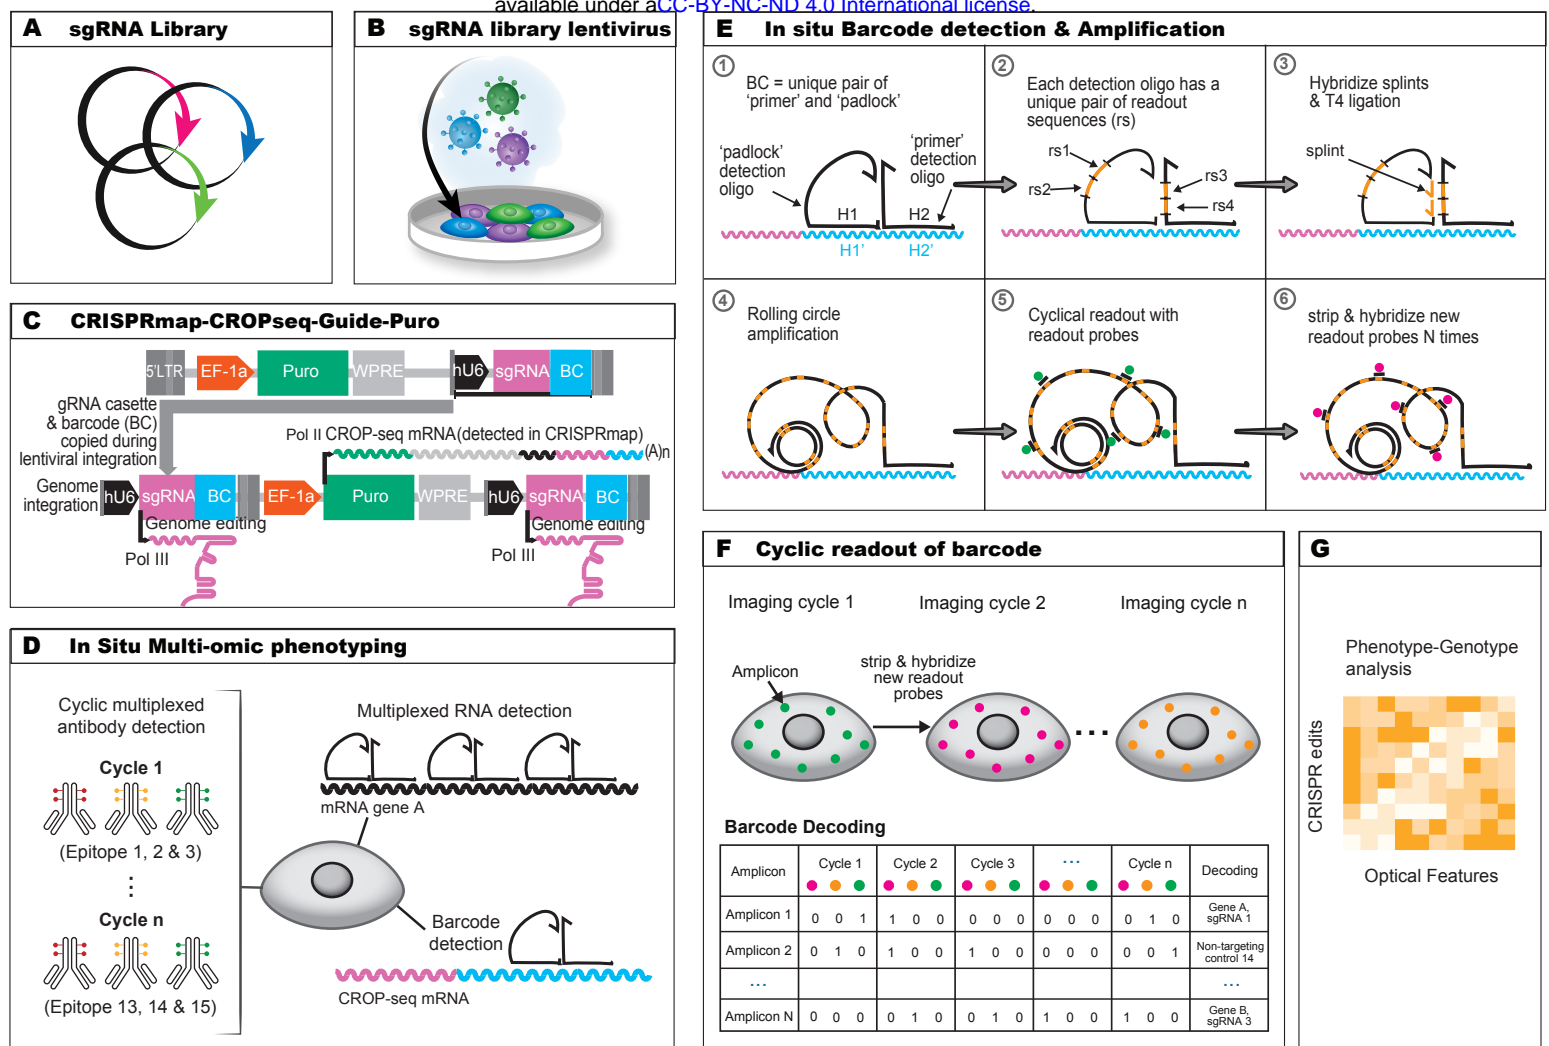 available under aCC-BY-NC-ND 4.0 International license.
A sgRNA Library
B sgRNA library lentivirus
C CRISPRmap-CROPseq-Guide-Puro
5'LTR EF-1a Puro WPRE hU6 sgRNA BC
gRNA casette
& barcode (BC)
copied during
lentiviral integration
Pol II CROP-seq mRNA(detected in CRISPRmap)
(A)n
Genome
integration
hU6 sgRNA BC EF-1a Puro WPRE hU6 sgRNA BC
Genome editing Genome editing
Pol III Pol III
D In Situ Multi-omic phenotyping
Cyclic multiplexed
antibody detection
Cycle 1
(Epitope 1, 2 & 3)
⋮
Cycle n
(Epitope 13, 14 & 15)
Multiplexed RNA detection
mRNA gene A
Barcode
detection
CROP-seq mRNA
E In situ Barcode detection & Amplification
1
BC = unique pair of
'primer' and 'padlock'
'padlock'
detection
oligo
'primer'
detection
oligo
H1 H2
H1' H2'
2
Each detection oligo has a
unique pair of readout
sequences (rs)
rs1
rs2
rs3
rs4
3
Hybridize splints
& T4 ligation
splint
4
Rolling circle
amplification
5
Cyclical readout with
readout probes
6
strip & hybridize new
readout probes N times
F Cyclic readout of barcode
Imaging cycle 1 Imaging cycle 2 Imaging cycle n
Amplicon
strip & hybridize
new readout
probes
...
Barcode Decoding
Amplicon Cycle 1 Cycle 2 Cycle 3 ... Cycle n Decoding
Amplicon 1 0 0 1 1 0 0 0 0 0 0 0 0 0 1 0 Gene A,
sgRNA 1
Amplicon 2 0 1 0 1 0 0 1 0 0 0 0 0 0 0 1 Non-targeting
control 14
... ...
Amplicon N 0 0 0 0 1 0 0 1 0 1 0 0 1 0 0 Gene B,
sgRNA 3
G
Phenotype-Genotype
analysis
CRISPR edits
Optical Features